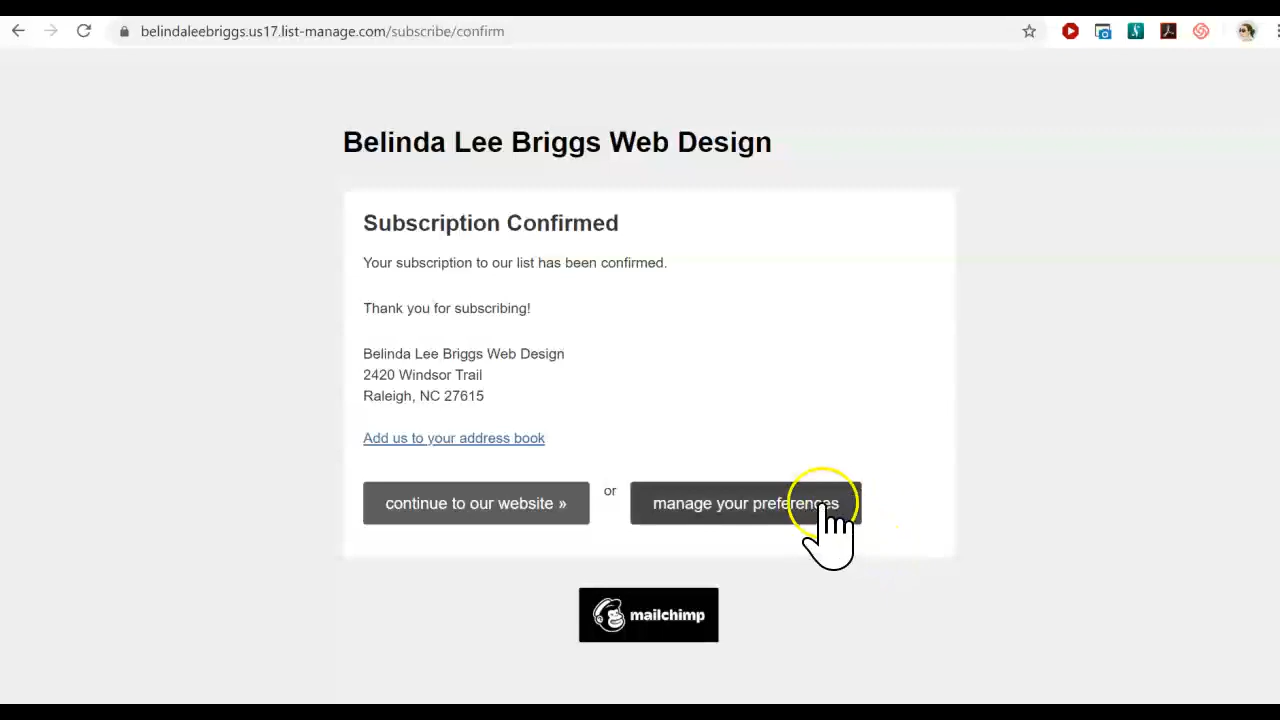 belindaleebriggs.us17.list-manage.com/subscribe/confirm
Belinda Lee Briggs Web Design
Subscription Confirmed
Your subscription to our list has been confirmed.
Thank you for subscribing!
Belinda Lee Briggs Web Design
2420 Windsor Trail
Raleigh, NC 27615
Add us to your address book
continue to our website » or manage your preferences
mailchimp